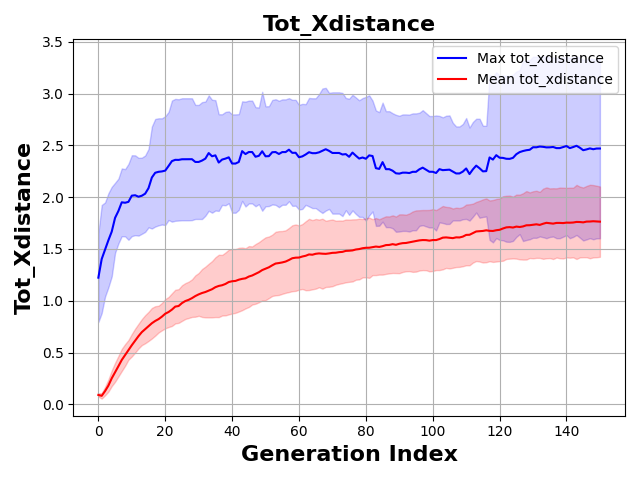 Tot_Xdistance
Max tot_xdistance
Mean tot_xdistance
Tot_Xdistance
3.5
3.0
2.5
2.0
1.5
1.0
0.5
0.0
0 20 40 60 80 100 120 140
Generation Index